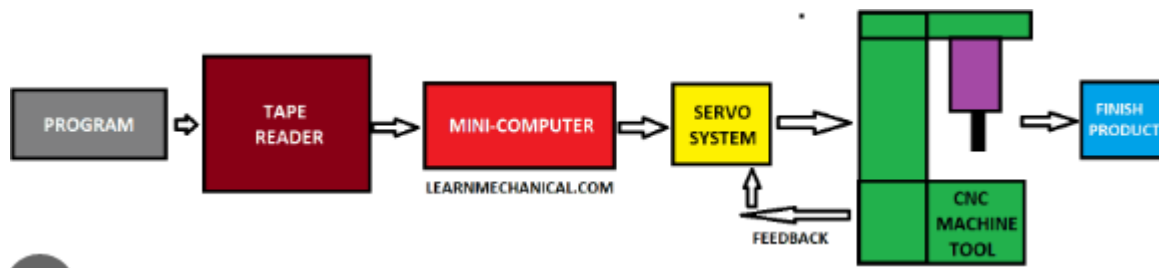 PROGRAM
TAPE
READER
MINI-COMPUTER
LEARNMECHANICAL.COM
SERVO
SYSTEM
FEEDBACK
CNC
MACHINE
TOOL
FINISH
PRODUCT